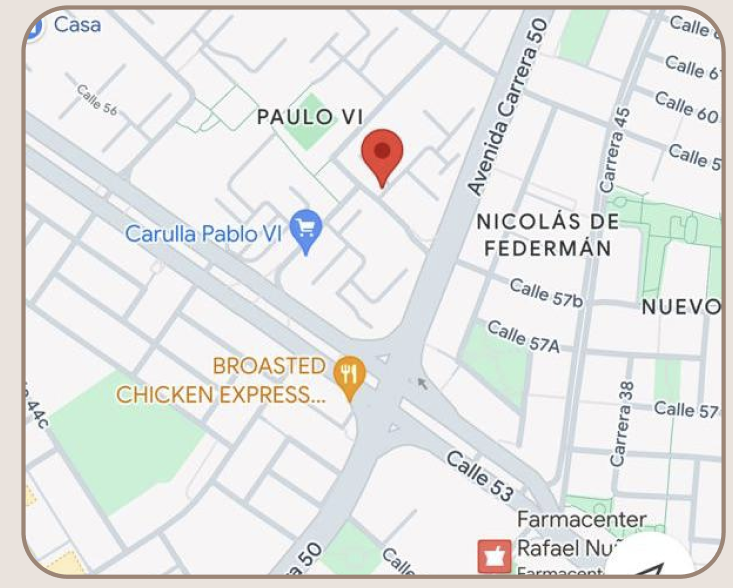 Casa
Calle 56
PAULO VI
Avenida Carrera 50
Calle
Calle 6
Calle 60
Calle 5
Carrera 45
Carulla Pablo VI
NICOLÁS DE
FEDERMÁN
Calle 57b
NUEVO
Calle 57A
BROASTED
CHICKEN EXPRESS...
Carrera 38
Calle 57
44c
Calle 53
50
Calle
Farmacenter
Rafael Nu
Farmacent